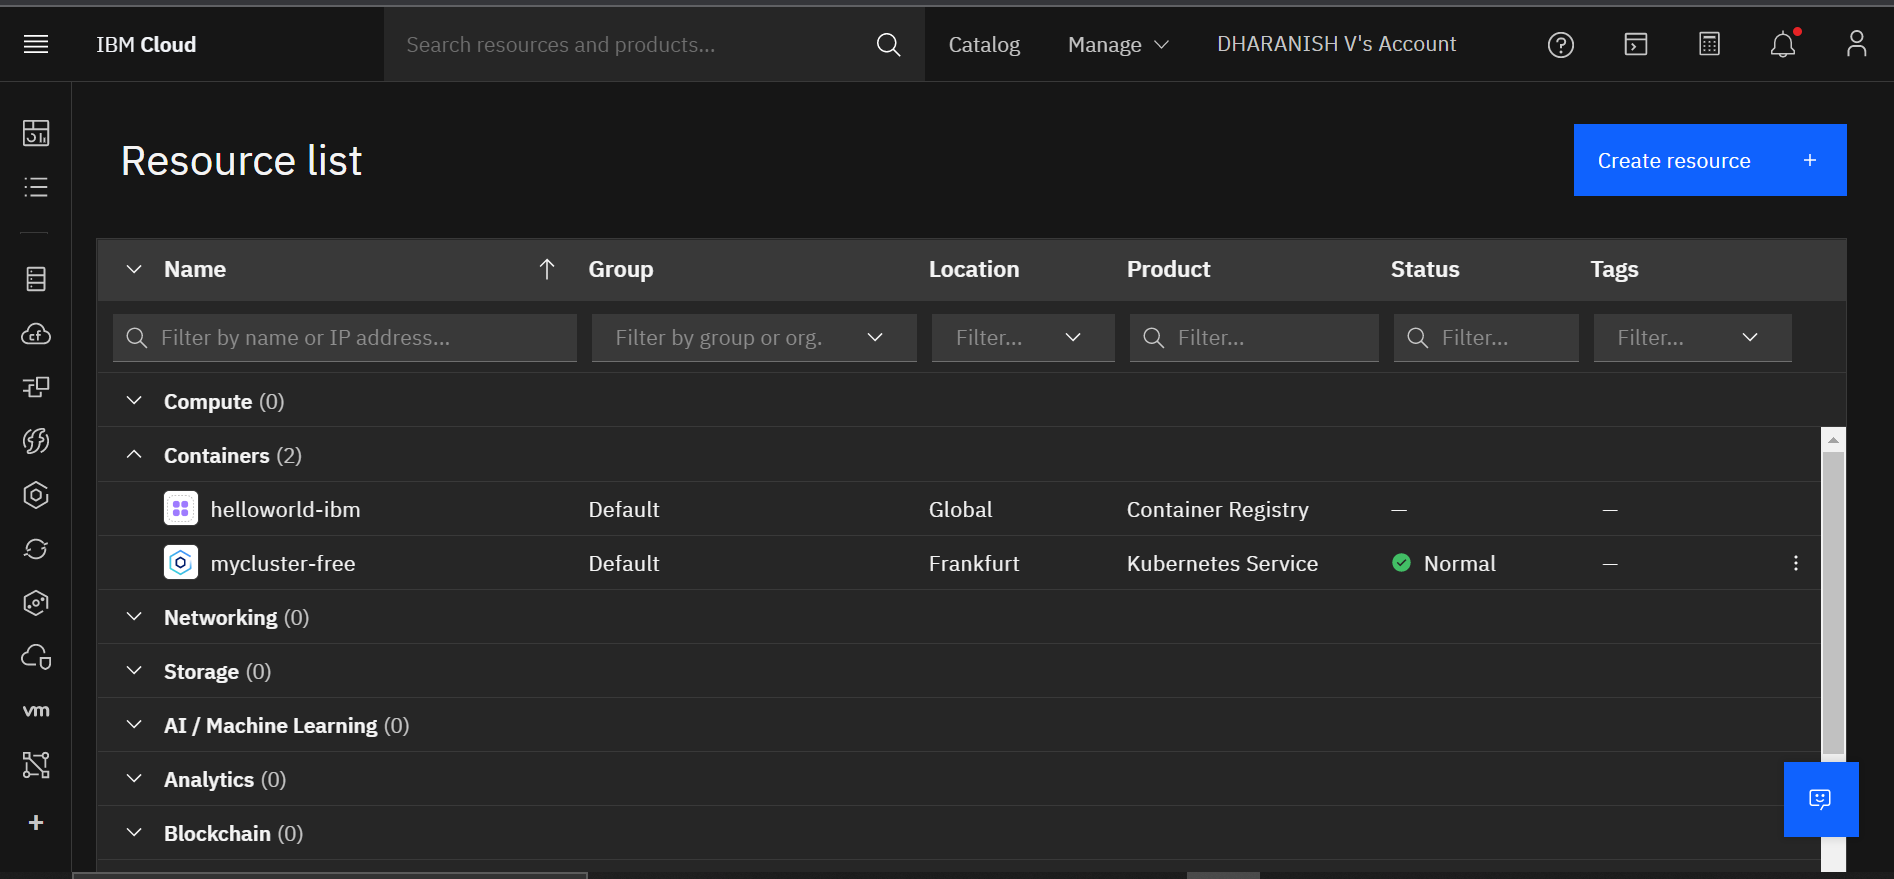 IBM Cloud
Search resources and products...
Catalog
Manage
DHARANISH V's Account
Resource list
Create resource +
Name
Group
Location
Product
Status
Tags
Filter by name or IP address...
Filter by group or org.
Filter...
Filter...
Filter...
Filter...
Compute (0)
Containers (2)
helloworld-ibm Default Global Container Registry — —
mycluster-free Default Frankfurt Kubernetes Service Normal —
Networking (0)
Storage (0)
AI / Machine Learning (0)
Analytics (0)
Blockchain (0)
cf
vm